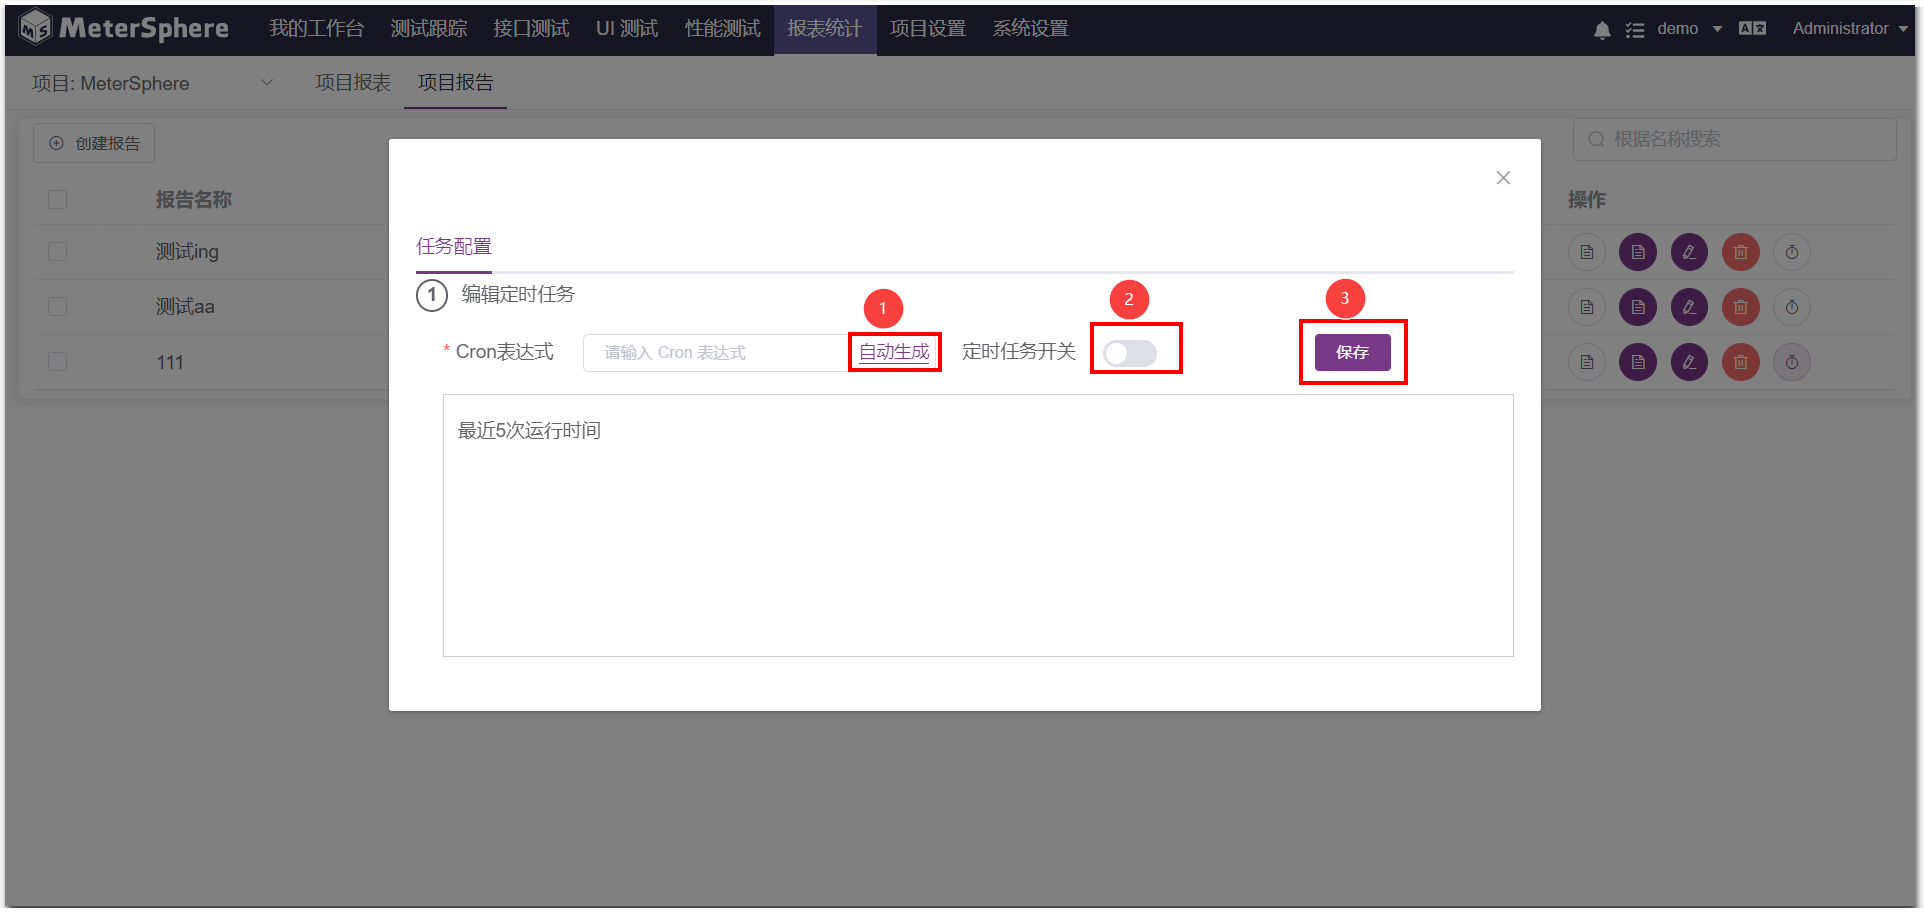 MeterSphere 我的工作台 测试跟踪 接口测试 UI 测试 性能测试 报表统计 项目设置 系统设置 demo Administrator
项目: MeterSphere 项目报表 项目报告
创建报告 根据名称搜索
报告名称 操作
测试ing
测试aa
111
任务配置
1 编辑定时任务
1 2 3
* Cron表达式 请输入 Cron 表达式 自动生成 定时任务开关 保存
最近5次运行时间